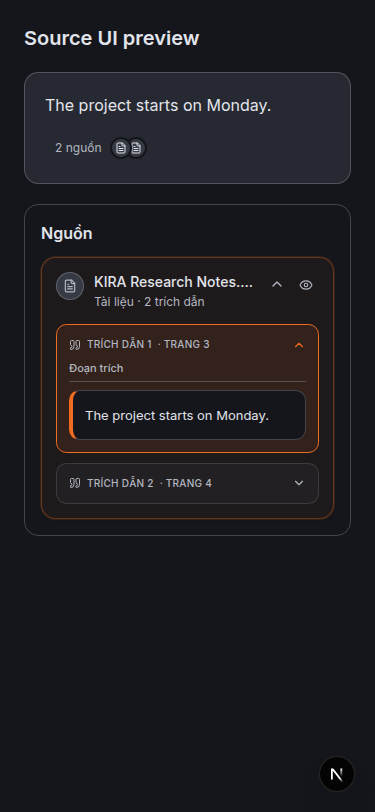 Source UI preview
The project starts on Monday.
2 nguồn
Nguồn
KIRA Research Notes....
Tài liệu · 2 trích dẫn
TRÍCH DẪN 1 · TRANG 3
Đoạn trích
The project starts on Monday.
TRÍCH DẪN 2 · TRANG 4
N